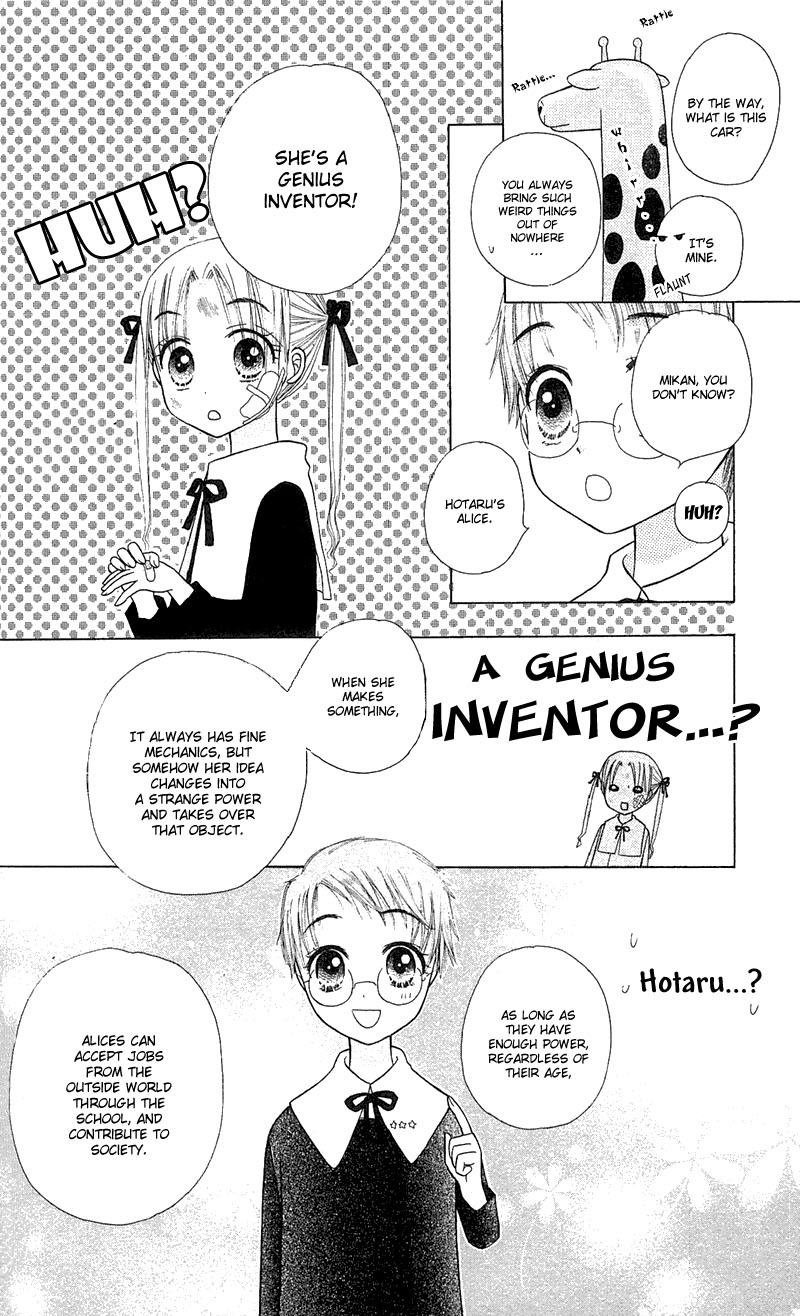 Rattle
Rattle...
BY THE WAY,
WHAT IS THIS
CAR?
Whirr
YOU ALWAYS
BRING SUCH
WEIRD THINGS
OUT OF
NOWHERE
...
IT'S
MINE.
FLAUNT
MIKAN, YOU
DON'T KNOW?
HUH?
HOTARU'S
ALICE.
SHE'S A
GENIUS
INVENTOR!
HUH?
A GENIUS
INVENTOR...?
WHEN SHE
MAKES
SOMETHING,
IT ALWAYS HAS FINE
MECHANICS, BUT
SOMEHOW HER IDEA
CHANGES INTO
A STRANGE POWER
AND TAKES OVER
THAT OBJECT.
Hotaru...?
AS LONG AS
THEY HAVE
ENOUGH POWER,
REGARDLESS OF
THEIR AGE,
ALICES CAN
ACCEPT JOBS
FROM THE
OUTSIDE WORLD
THROUGH THE
SCHOOL, AND
CONTRIBUTE TO
SOCIETY.